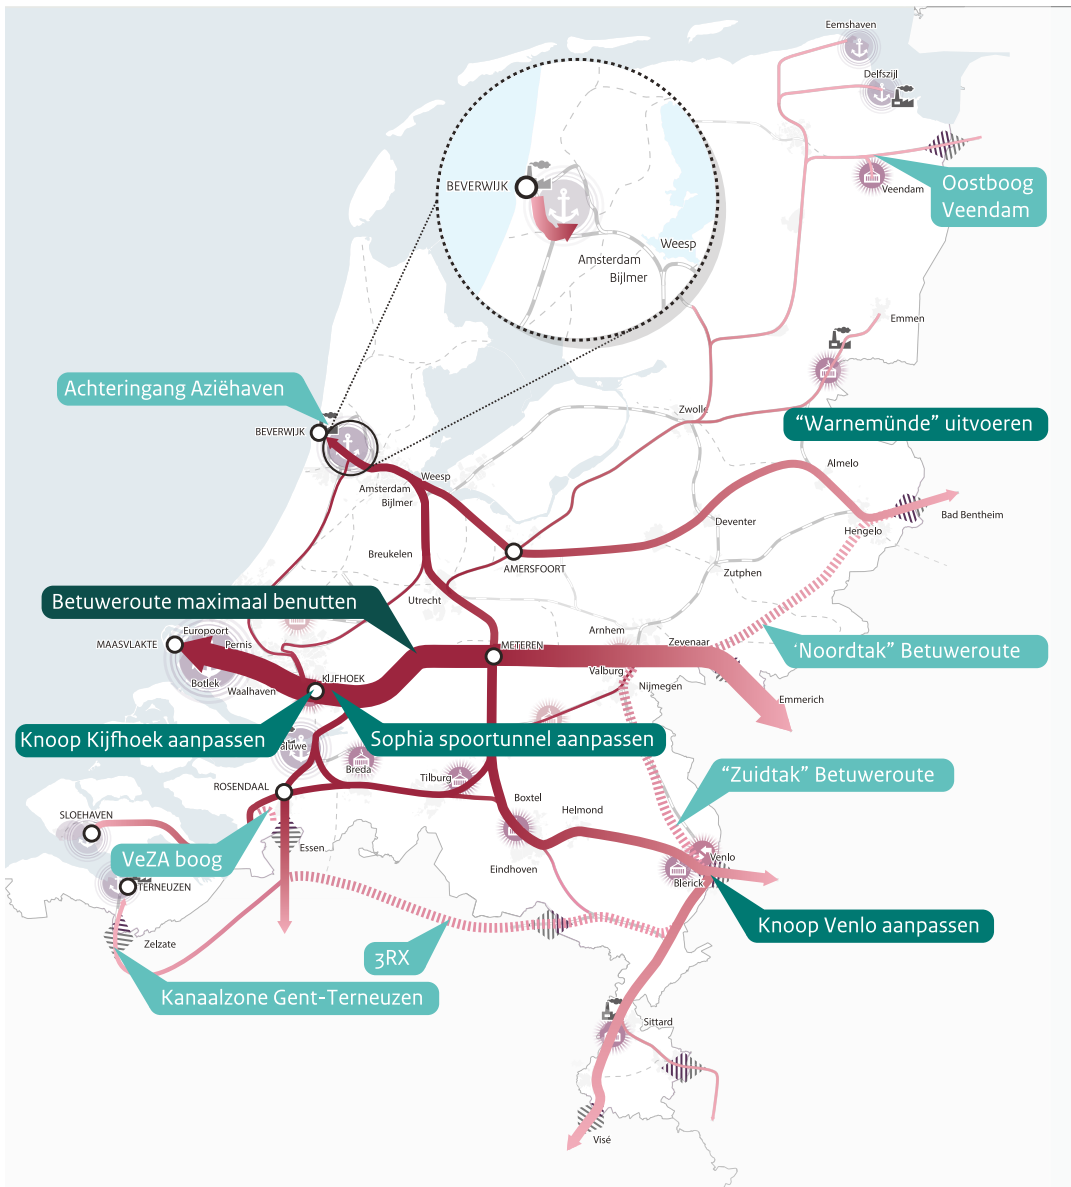 Eemshaven
Delfszijl
Veendam
Oostboog
Veendam
BEVERWIJK
Weesp
Amsterdam
Bijlmer
Emmen
Achteringang Aziëhaven
Zwolle
"Warnemünde" uitvoeren
BEVERWIJK
Weesp
Amsterdam
Bijlmer
Almelo
Bad Bentheim
Deventer
Hengelo
Breukelen
AMERSFOORT
Zutphen
Betuweroute maximaal benutten
Utrecht
Europoort
MAASVLAKTE
Pernis
Arnhem
METEREN
Zevenaar
'Noordtak" Betuweroute
Botlek
Waalhaven
KIJFHOEK
Valburg
Nijmegen
Emmerich
Knoop Kijfhoek aanpassen
Sophia spoortunnel aanpassen
aluwe
Breda
Tilburg
"Zuidtak" Betuweroute
ROSENDAAL
Boxtel
SLOEHAVEN
Helmond
Essen
VeZA boog
Venlo
Eindhoven
Blerick
TERNEUZEN
Knoop Venlo aanpassen
Zelzate
3RX
Kanaalzone Gent-Terneuzen
Sittard
Visé